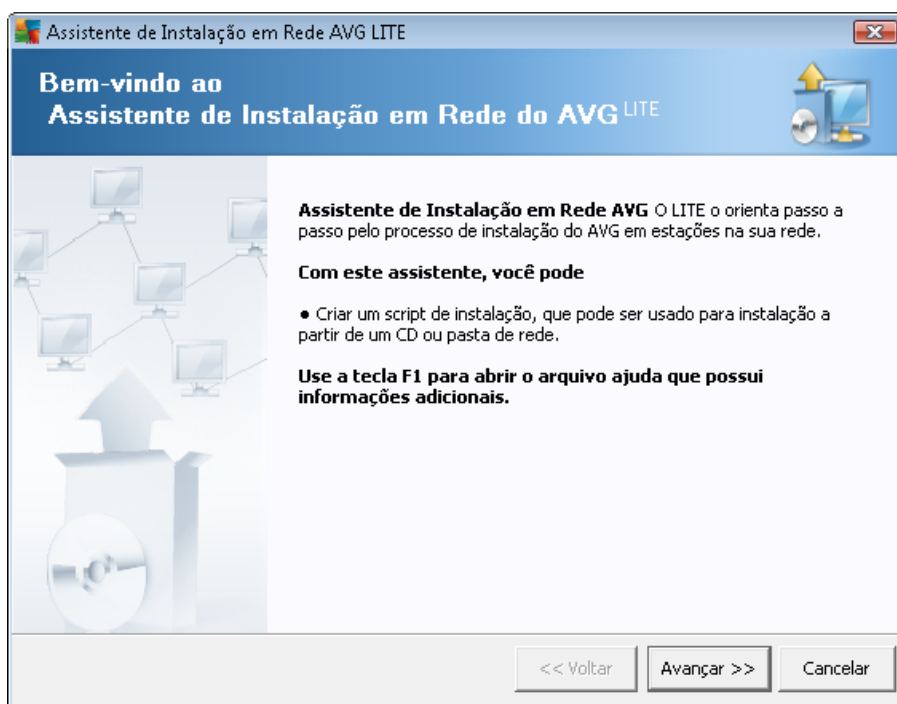 Assistente de Instalação em Rede AVG LITE
Bem-vindo ao
Assistente de Instalação em Rede do AVG LITE
Assistente de Instalação em Rede AVG O LITE o orienta passo a
passo pelo processo de instalação do AVG em estações na sua rede.
Com este assistente, você pode
● Criar um script de instalação, que pode ser usado para instalação a
partir de um CD ou pasta de rede.
Use a tecla F1 para abrir o arquivo ajuda que possui
informações adicionais.
<< Voltar
Avançar >>
Cancelar